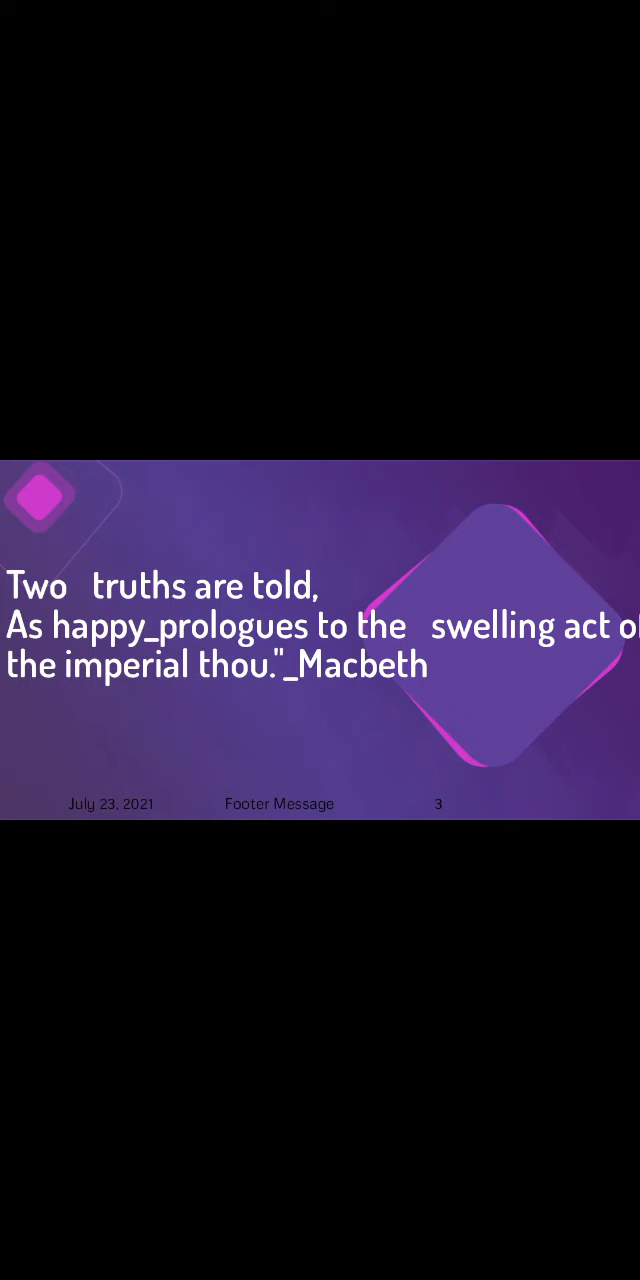 Two truths are told,
As happy_prologues to the swelling act of
the imperial thou."_Macbeth
July 23, 2021 Footer Message 3